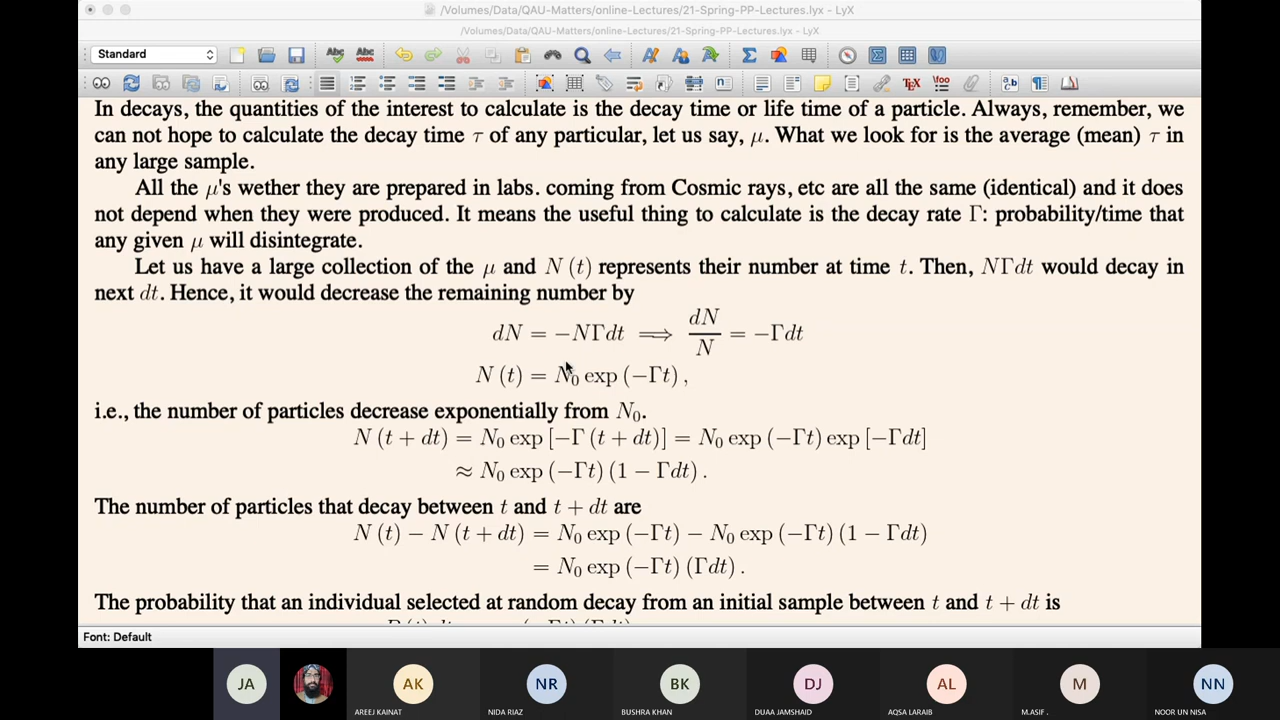 /Volumes/Data/QAU-Matters/online-Lectures/21-Spring-PP-Lectures.lyx - LyX
/Volumes/Data/QAU-Matters/online-Lectures/21-Spring-PP-Lectures.lyx - LyX
Standard
In decays, the quantities of the interest to calculate is the decay time or life time of a particle. Always, remember, we
can not hope to calculate the decay time τ of any particular, let us say, μ. What we look for is the average (mean) τ in
any large sample.
All the μ's wether they are prepared in labs. coming from Cosmic rays, etc are all the same (identical) and it does
not depend when they were produced. It means the useful thing to calculate is the decay rate Γ: probability/time that
any given μ will disintegrate.
Let us have a large collection of the μ and N (t) represents their number at time t. Then, NΓdt would decay in
next dt. Hence, it would decrease the remaining number by
dN = −NΓdt ⟹ dN/N = −Γdt
N (t) = N₀ exp (−Γt) ,
i.e., the number of particles decrease exponentially from N₀.
N (t + dt) = N₀ exp [−Γ (t + dt)] = N₀ exp (−Γt) exp [−Γdt]
≈ N₀ exp (−Γt) (1 − Γdt) .
The number of particles that decay between t and t + dt are
N (t) − N (t + dt) = N₀ exp (−Γt) − N₀ exp (−Γt) (1 − Γdt)
= N₀ exp (−Γt) (Γdt) .
The probability that an individual selected at random decay from an initial sample between t and t + dt is
Font: Default
JA
AK
NR
BK
DJ
AL
M
NN
AREEJ KAINAT
NIDA RIAZ
BUSHRA KHAN
DUAA JAMSHAID
AQSA LARAIB
M.ASIF .
NOOR UN NISA